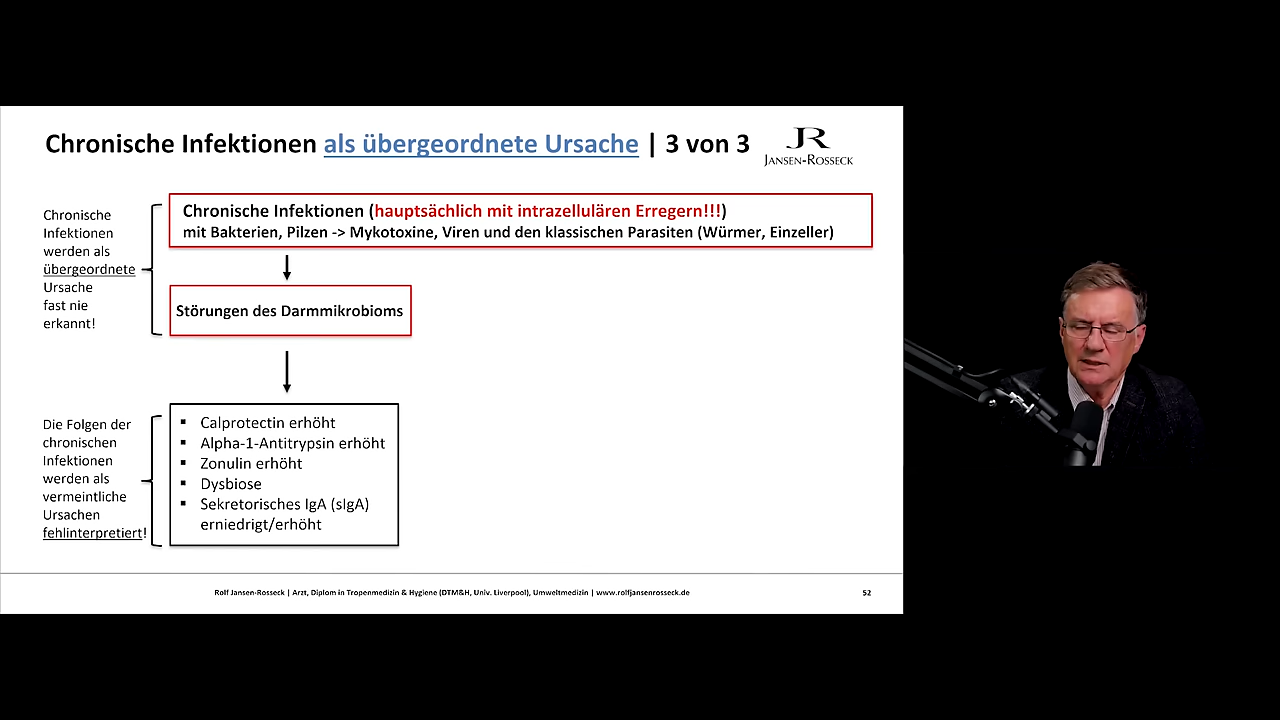 Chronische Infektionen als übergeordnete Ursache | 3 von 3
JR
JANSEN-ROSSECK
Chronische
Infektionen
werden als
übergeordnete
Ursache
fast nie
erkannt!
Chronische Infektionen (hauptsächlich mit intrazellulären Erregern!!!)
mit Bakterien, Pilzen -> Mykotoxine, Viren und den klassischen Parasiten (Würmer, Einzeller)
Störungen des Darmmikrobioms
Die Folgen der
chronischen
Infektionen
werden als
vermeintliche
Ursachen
fehlinterpretiert!
▪ Calprotectin erhöht
▪ Alpha-1-Antitrypsin erhöht
▪ Zonulin erhöht
▪ Dysbiose
▪ Sekretorisches IgA (sIgA)
erniedrigt/erhöht
Rolf Jansen-Rosseck | Arzt, Diplom in Tropenmedizin & Hygiene (DTM&H, Univ. Liverpool), Umweltmedizin | www.rolfjansenrosseck.de
52